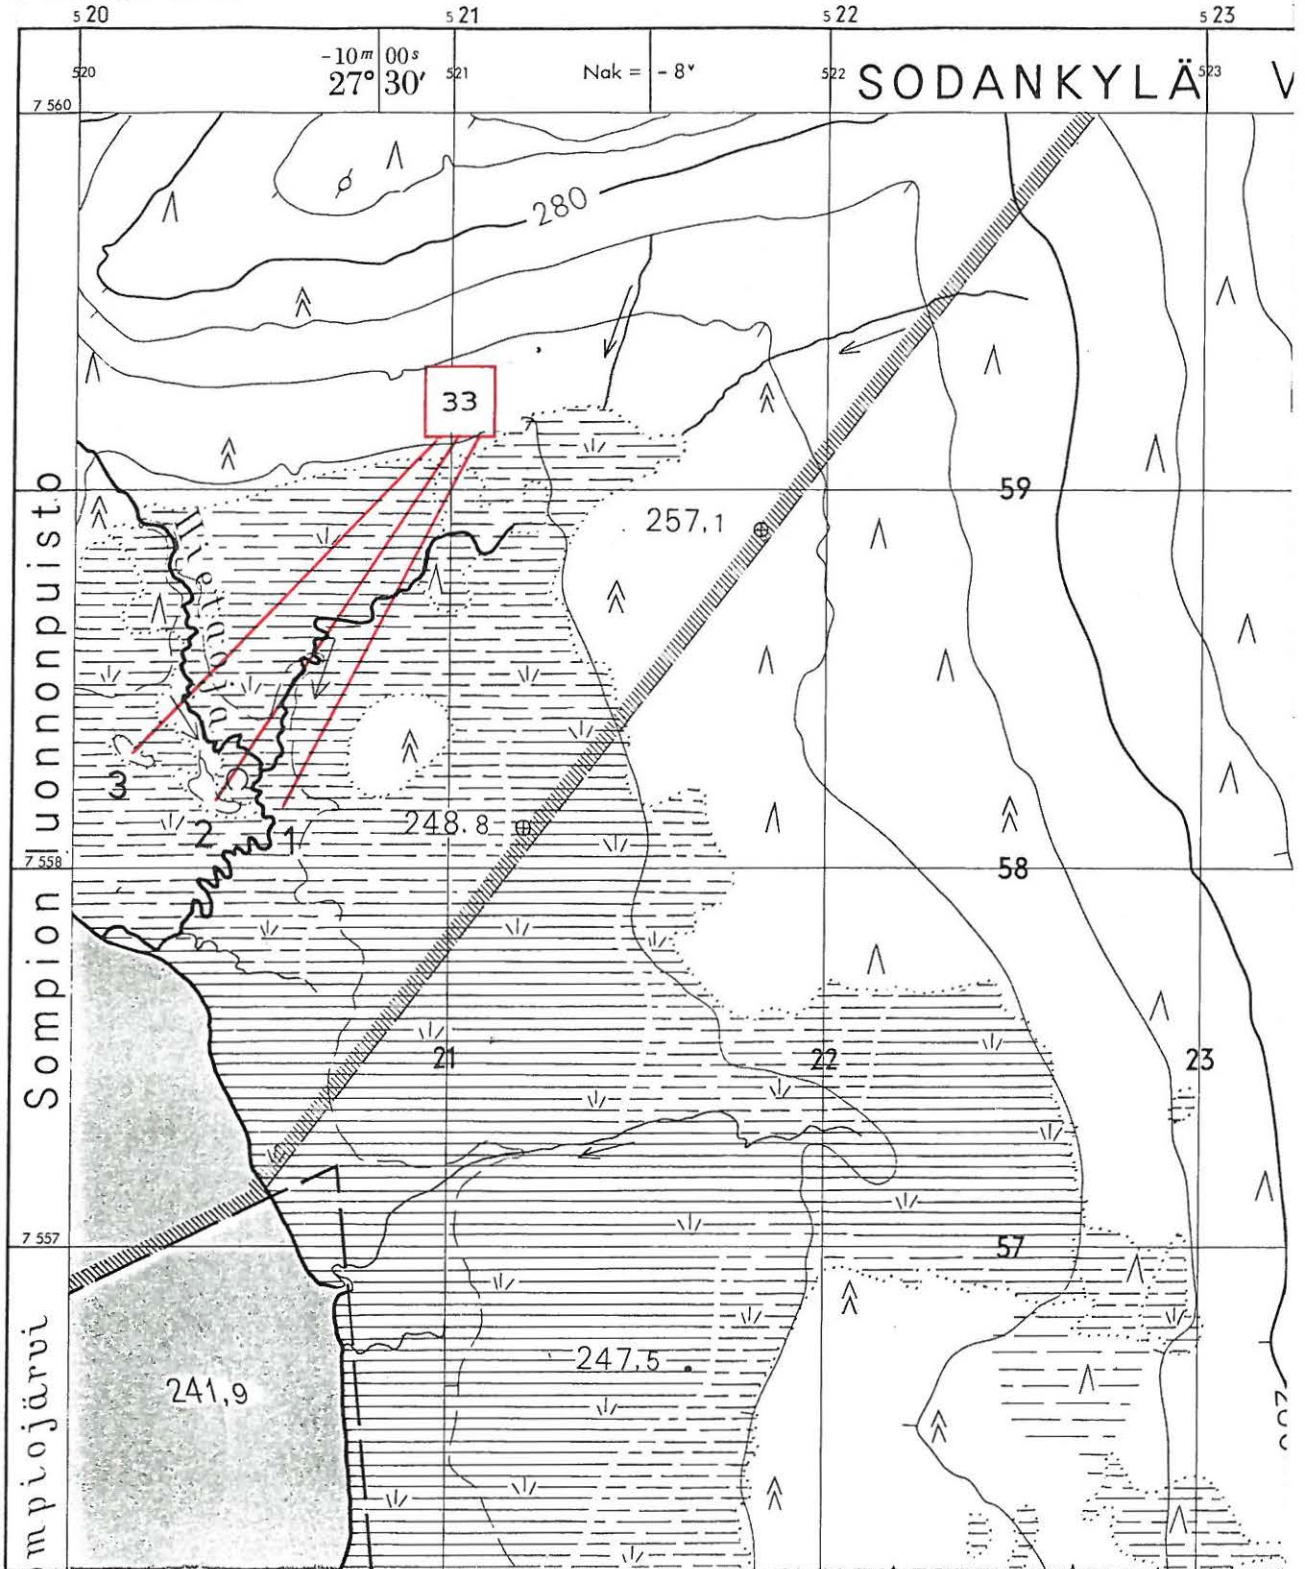 5 20 5 21 5 22 5 23
-10ᵐ 00ˢ
520 27° 30' 521 Nak = -8ᵛ 522 SODANKYLÄ 523 V
7 560
280
33
59
257,1
Mutavuo
3
2
1
248.8
7 558
58
Sompion luonnonpuisto
21 22 23
7 557
57
247,5
241,9
mpiojärvi